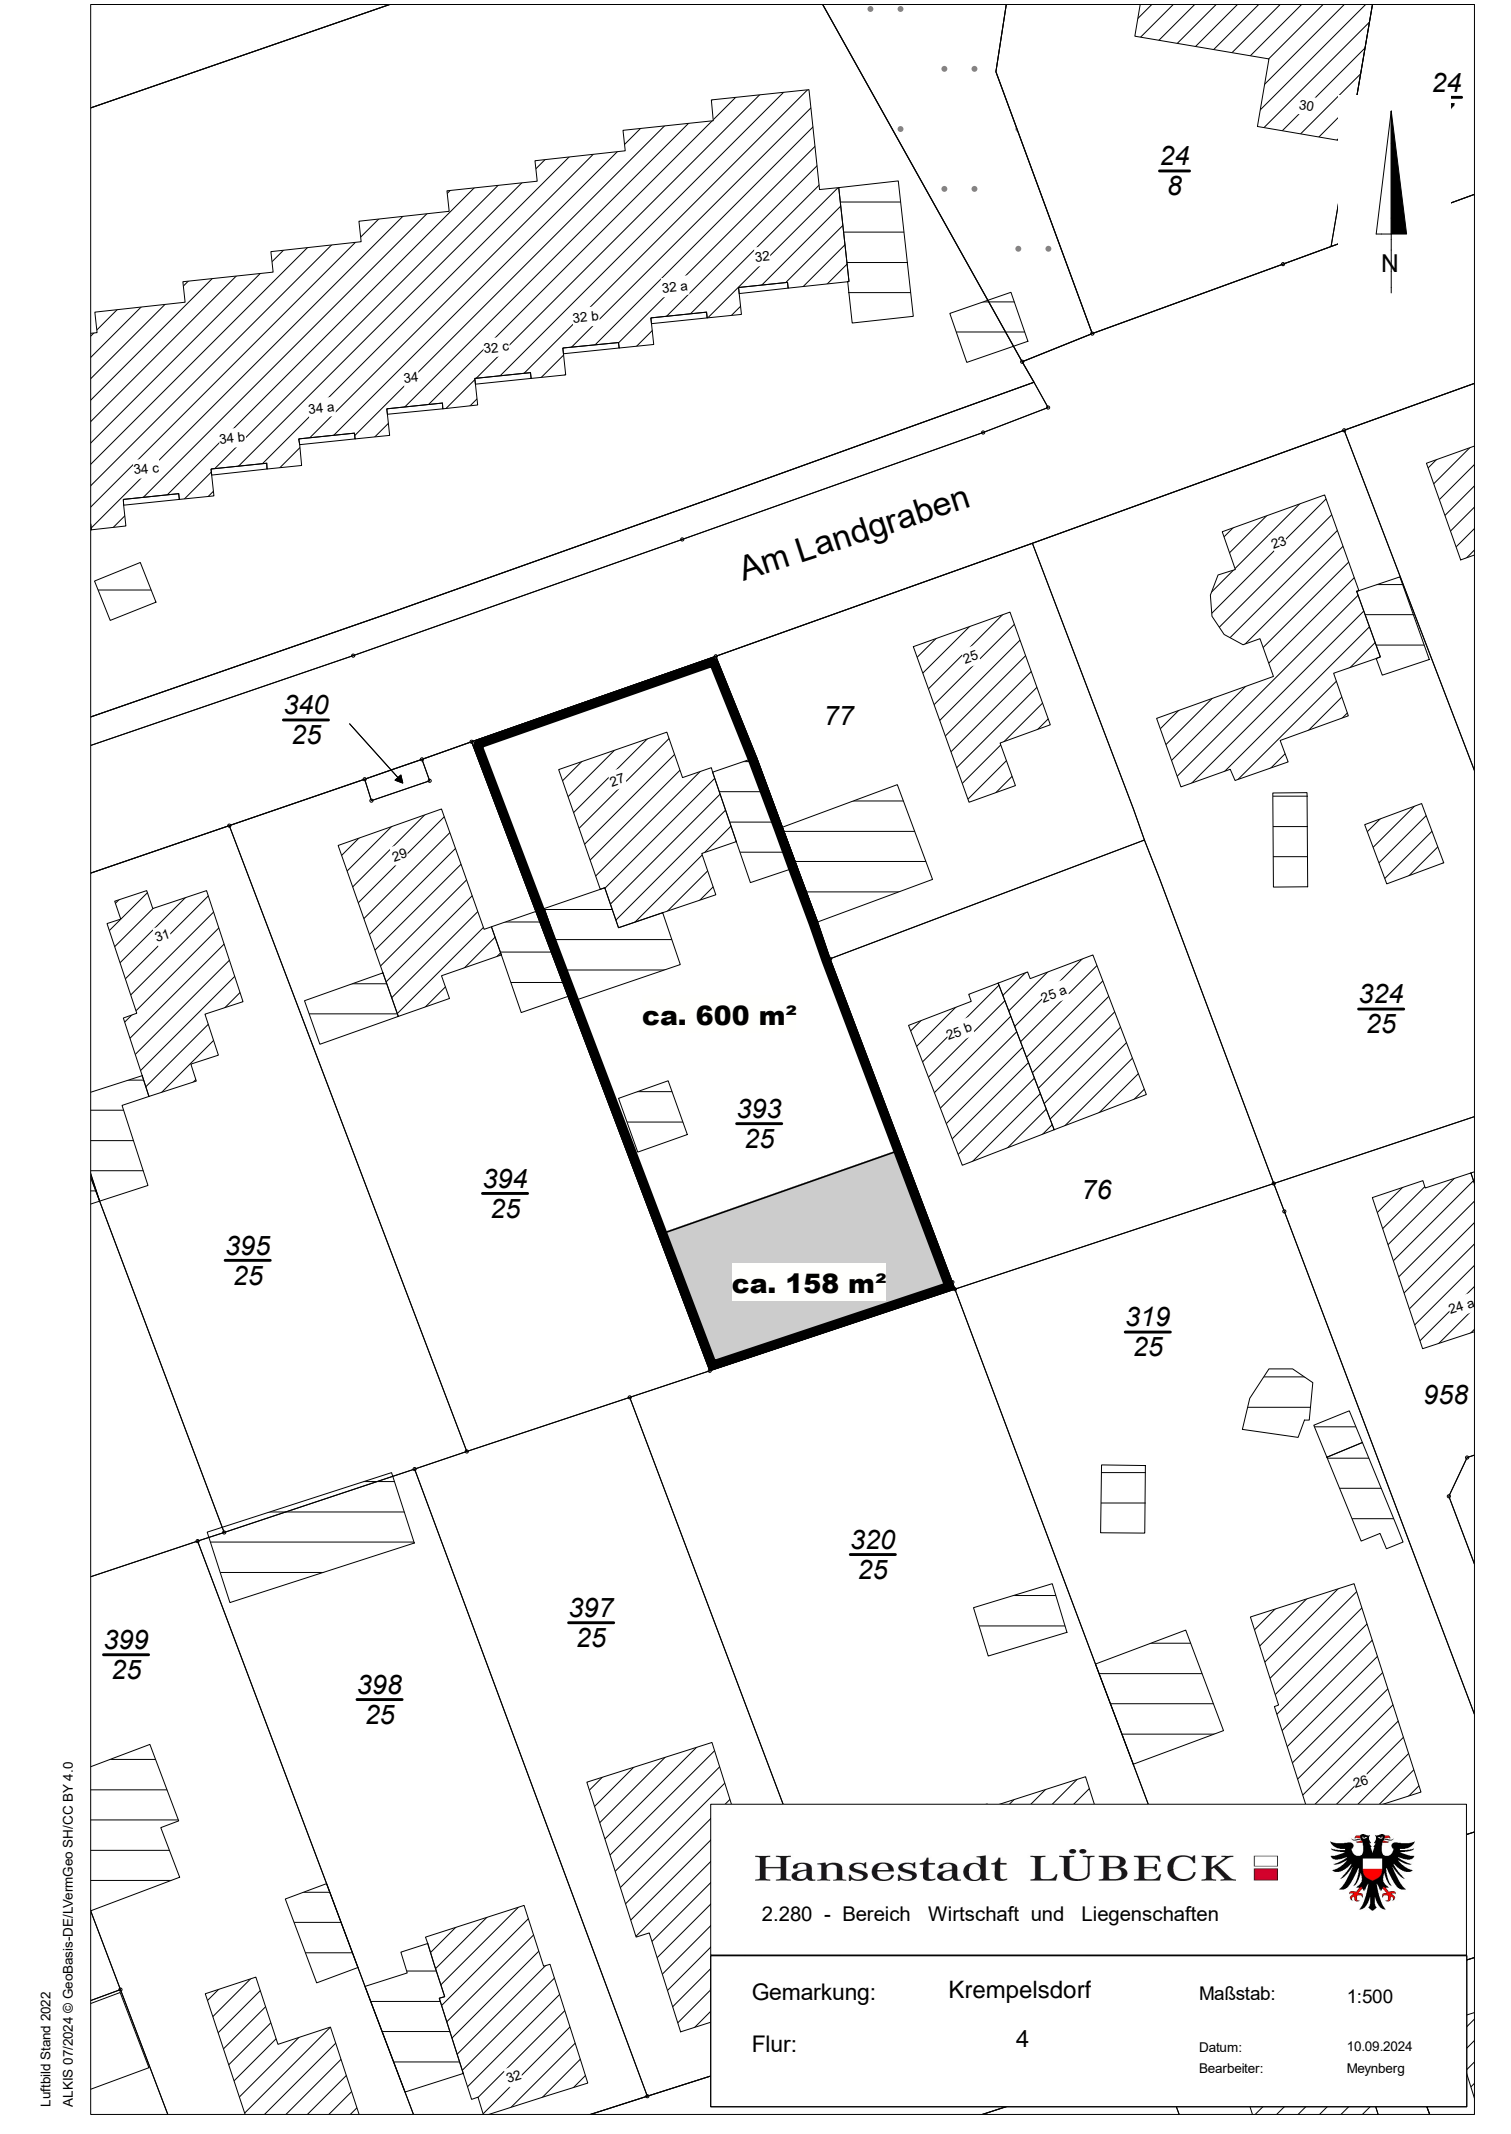 24
30
24
8
N
32
32 a
32 b
32 c
34
34 a
34 b
34 c
Am Landgraben
23
25
77
340
25
27
29
31
ca. 600 m²
25 a
25 b
324
25
393
25
394
25
76
395
25
ca. 158 m²
24 a
319
25
958
320
25
397
25
399
25
398
25
26
32
Hansestadt LÜBECK
2.280 - Bereich Wirtschaft und Liegenschaften
Gemarkung: Krempelsdorf
Maßstab: 1:500
Flur: 4
Datum: 10.09.2024
Bearbeiter: Meynberg
Luftbild Stand 2022
ALKIS 07/2024 © GeoBasis-DE/LVermGeo SH/CC BY 4.0